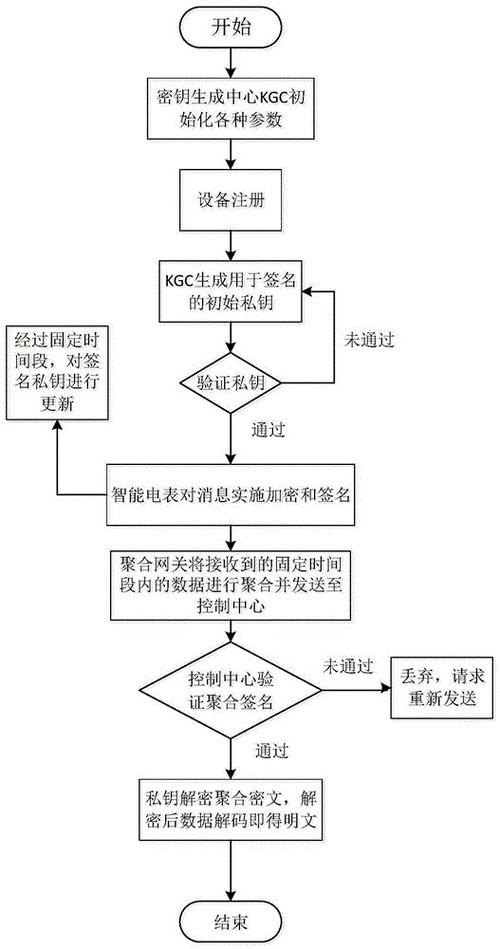 开始
密钥生成中心KGC初
始化各种参数
设备注册
KGC生成用于签名
的初始私钥
未通过
经过固定时
间段，对签
名私钥进行
更新
验证私钥
通过
智能电表对消息实施加密和签名
聚合网关将接收到的固定时间
段内的数据进行聚合并发送至
控制中心
控制中心验
证聚合签名
未通过
丢弃，请求
重新发送
通过
私钥解密聚合密文，解
密后数据解码即得明文
结束